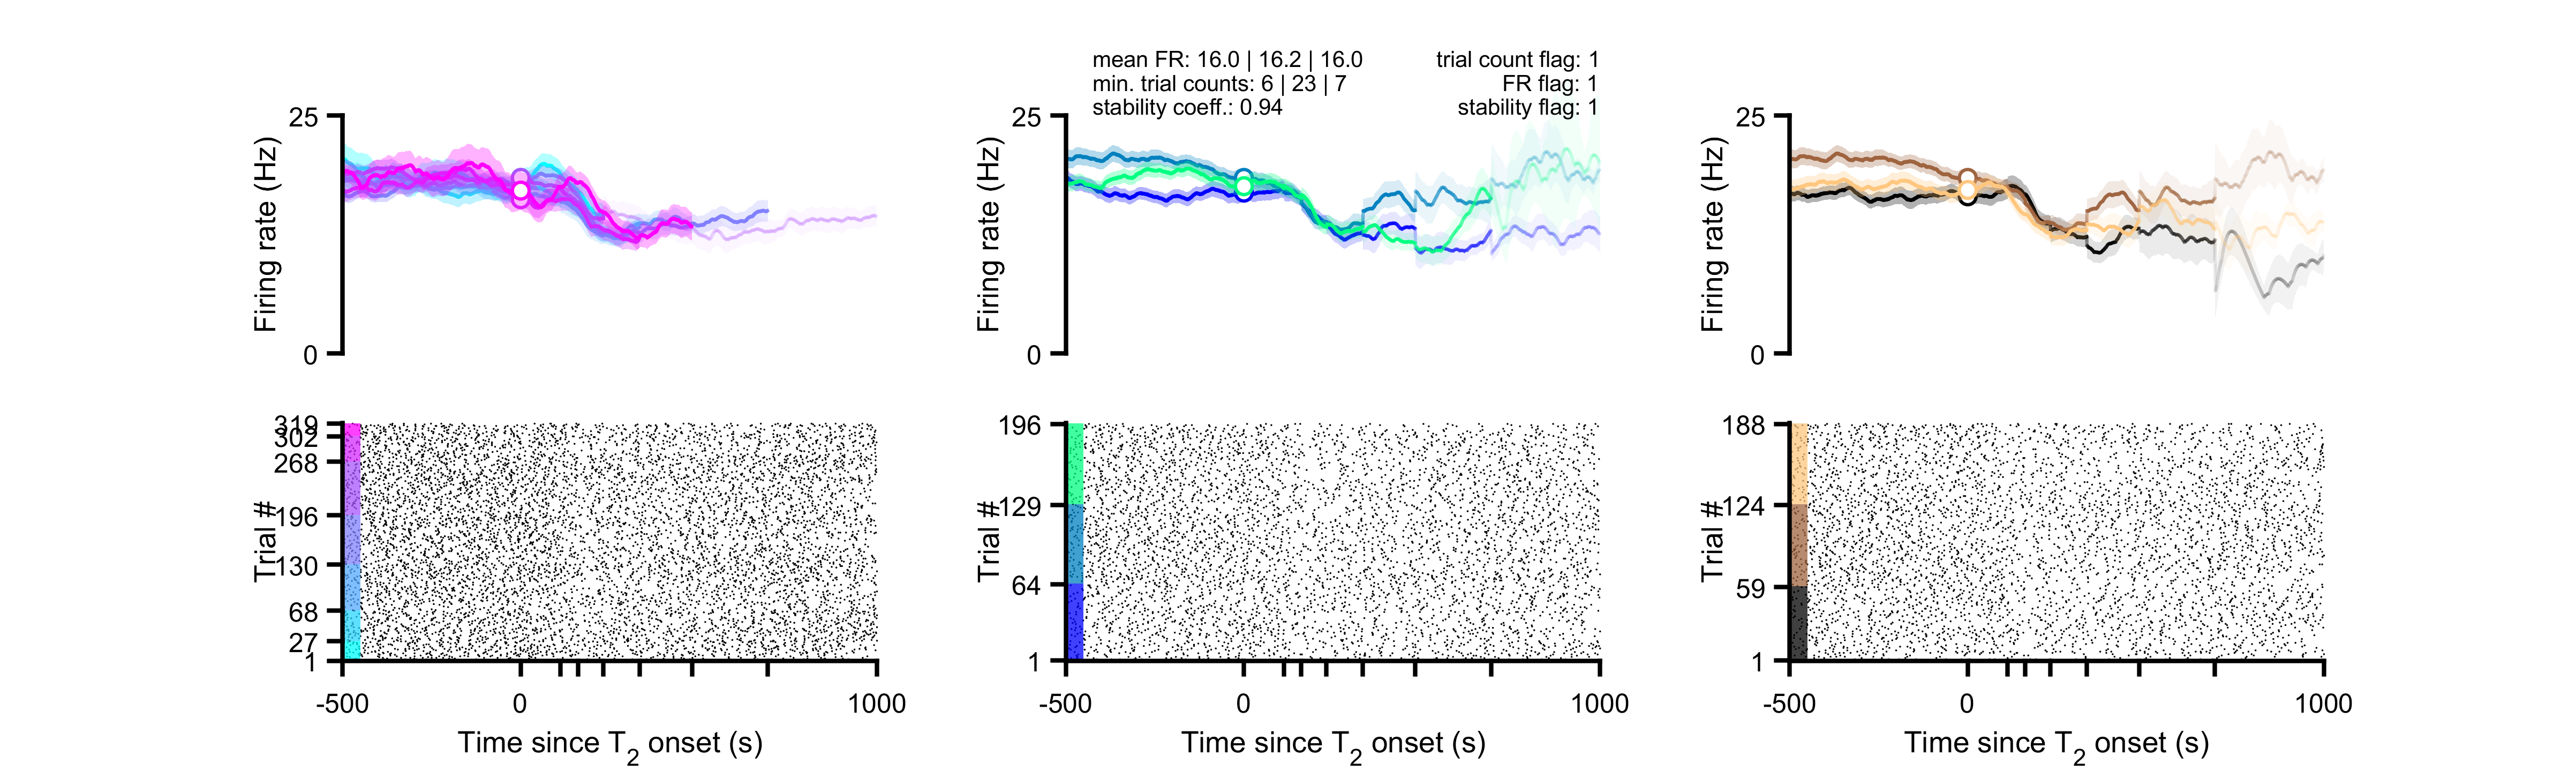 mean FR: 16.0 | 16.2 | 16.0
trial count flag: 1
min. trial counts: 6 | 23 | 7
FR flag: 1
stability coeff.: 0.94
stability flag: 1
25
Firing rate (Hz)
0
25
Firing rate (Hz)
0
25
Firing rate (Hz)
0
319
302
268
196
130
68
27
1
Trial #
-500
0
1000
Time since T2 onset (s)
196
129
64
1
Trial #
-500
0
1000
Time since T2 onset (s)
188
124
59
1
Trial #
-500
0
1000
Time since T2 onset (s)